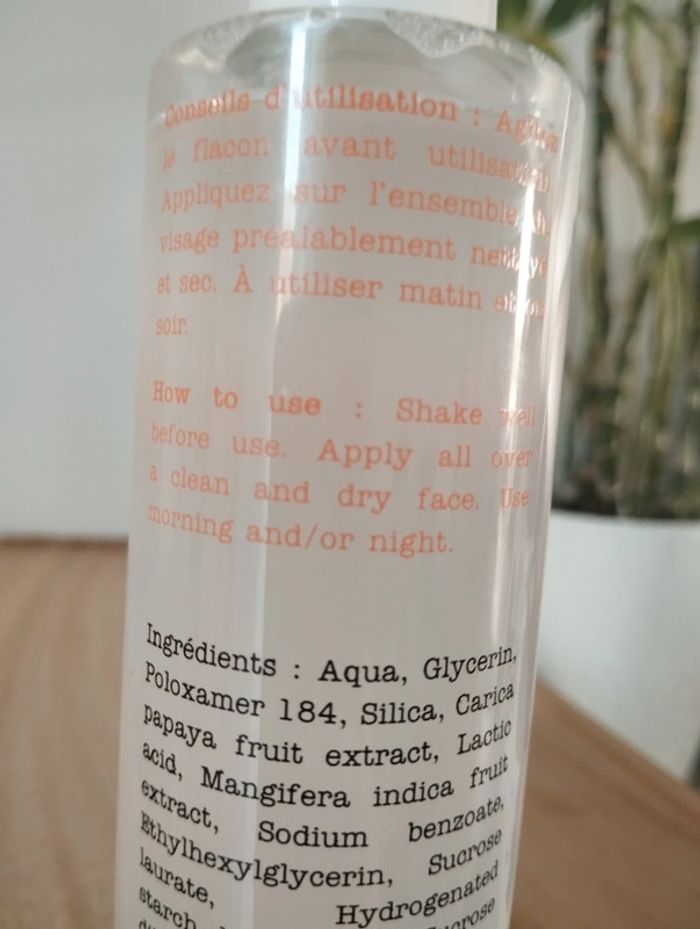 Conseils d'utilisation : Agitez
le flacon avant utilisation.
Appliquez sur l'ensemble du
visage préalablement nettoyé
et sec. À utiliser matin et/ou
soir.
How to use : Shake well
before use. Apply all over
a clean and dry face. Use
morning and/or night.
Ingrédients : Aqua, Glycerin,
Poloxamer 184, Silica, Carica
papaya fruit extract, Lactic
acid, Mangifera indica fruit
extract, Sodium benzoate,
Ethylhexylglycerin, Sucrose
laurate, Hydrogenated
starch Sucrose